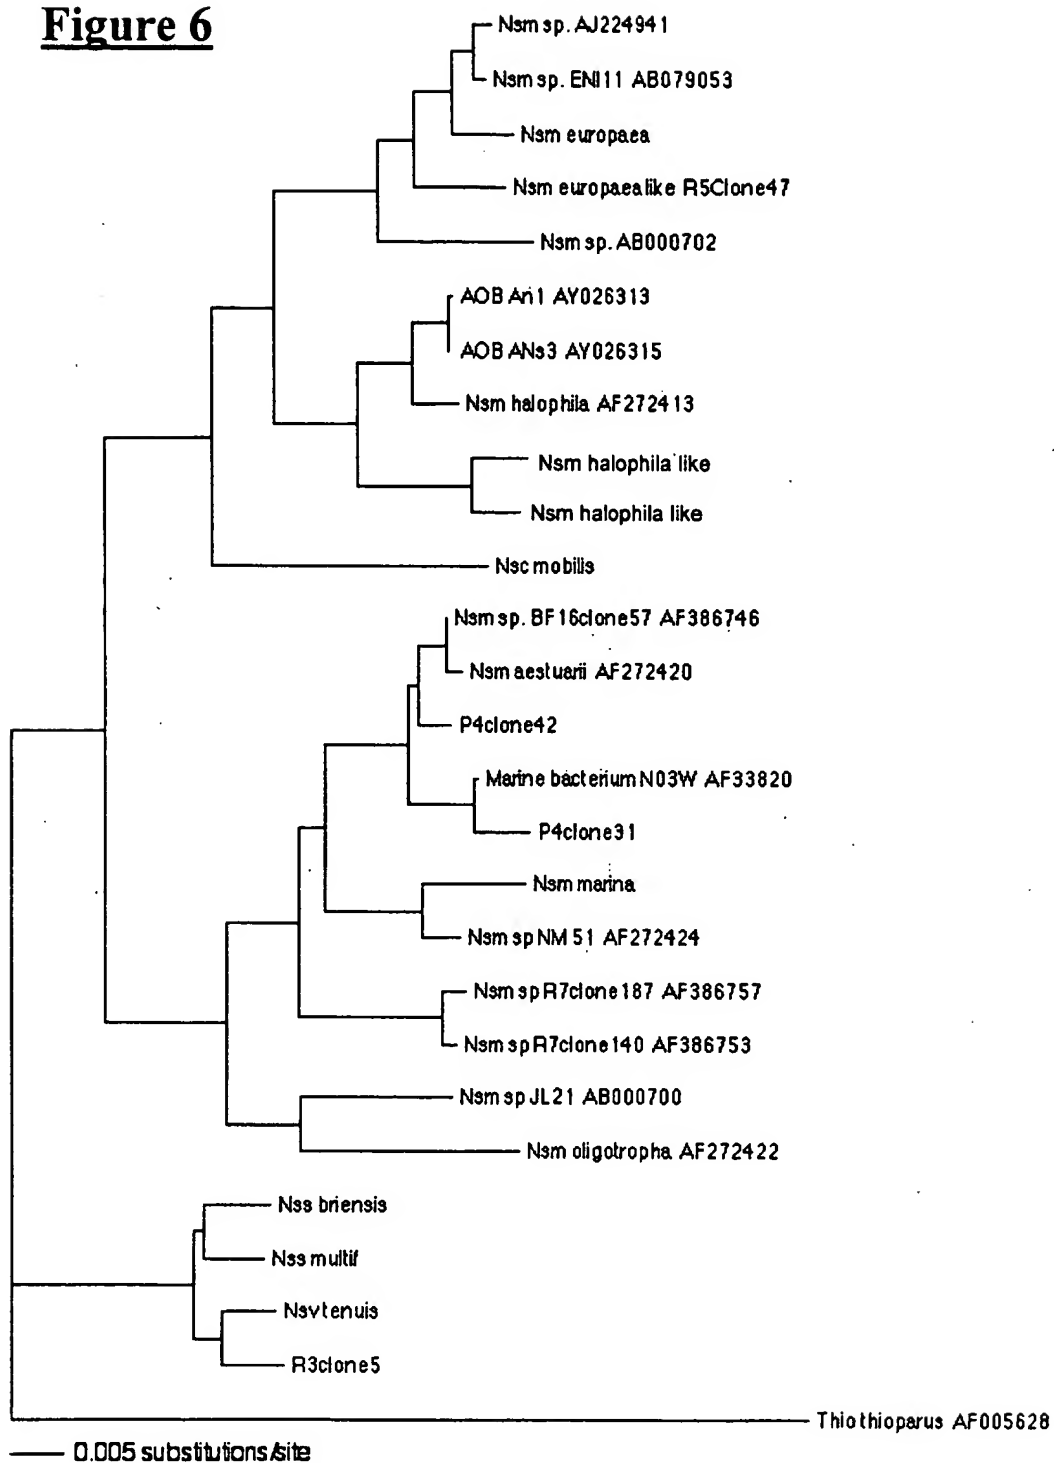 Figure 6
Nsm sp. AJ224941
Nsm sp. ENI11 AB079053
Nsm europaea
Nsm europaealike R5Clone47
Nsm sp. AB000702
AOB An1 AY026313
AOB ANs3 AY026315
Nsm halophila AF272413
Nsm halophila like
Nsm halophila like
Nsc mobilis
Nsm sp. BF16clone57 AF386746
Nsm aestuarii AF272420
P4clone42
Marine bacterium N03W AF33820
P4clone31
Nsm marina
Nsm sp NM 51 AF272424
Nsm sp R7clone187 AF386757
Nsm sp R7clone140 AF386753
Nsm sp JL21 AB000700
Nsm oligotropha AF272422
Nss briensis
Nss multif
Nsv tenuis
R3clone5
Thio thioparus AF005628
0.005 substitutions/site